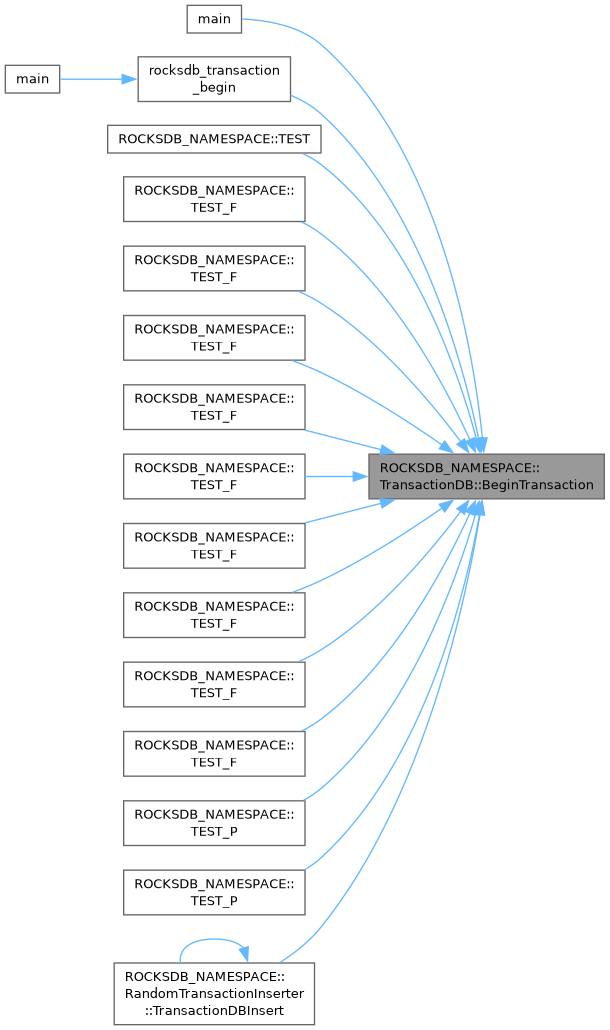 main
main
rocksdb_transaction
_begin
ROCKSDB_NAMESPACE::TEST
ROCKSDB_NAMESPACE::
TEST_F
ROCKSDB_NAMESPACE::
TEST_F
ROCKSDB_NAMESPACE::
TEST_F
ROCKSDB_NAMESPACE::
TEST_F
ROCKSDB_NAMESPACE::
TransactionDB::BeginTransaction
ROCKSDB_NAMESPACE::
TEST_F
ROCKSDB_NAMESPACE::
TEST_F
ROCKSDB_NAMESPACE::
TEST_F
ROCKSDB_NAMESPACE::
TEST_F
ROCKSDB_NAMESPACE::
TEST_F
ROCKSDB_NAMESPACE::
TEST_P
ROCKSDB_NAMESPACE::
TEST_P
ROCKSDB_NAMESPACE::
RandomTransactionInserter
::TransactionDBInsert